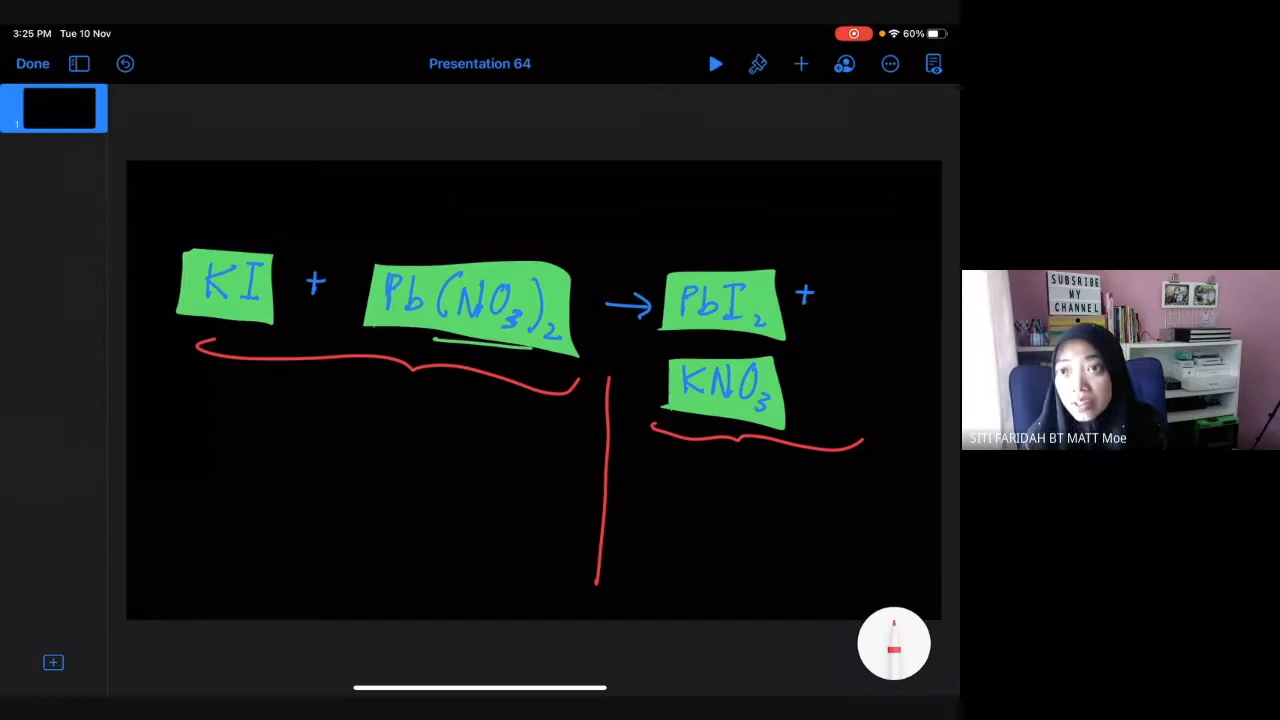 3:25 PM Tue 10 Nov
60%
Done
Presentation 64
1
KI + Pb(NO₃)₂ → PbI₂ +
KNO₃
SUBSCRIBE
MY
CHANNEL
SITI FARIDAH BT MATT Moe